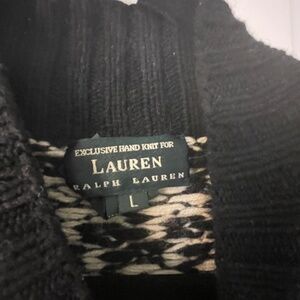 EXCLUSIVE HAND KNIT FOR
LAUREN
RALPH LAUREN
L